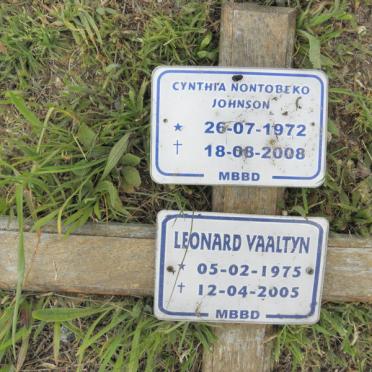 CYNTHIA NONTOBEKO
JOHNSON
★ 26-07-1972
† 18-08-2008
MBBD
LEONARD VAALTYN
★ 05-02-1975
† 12-04-2005
MBBD